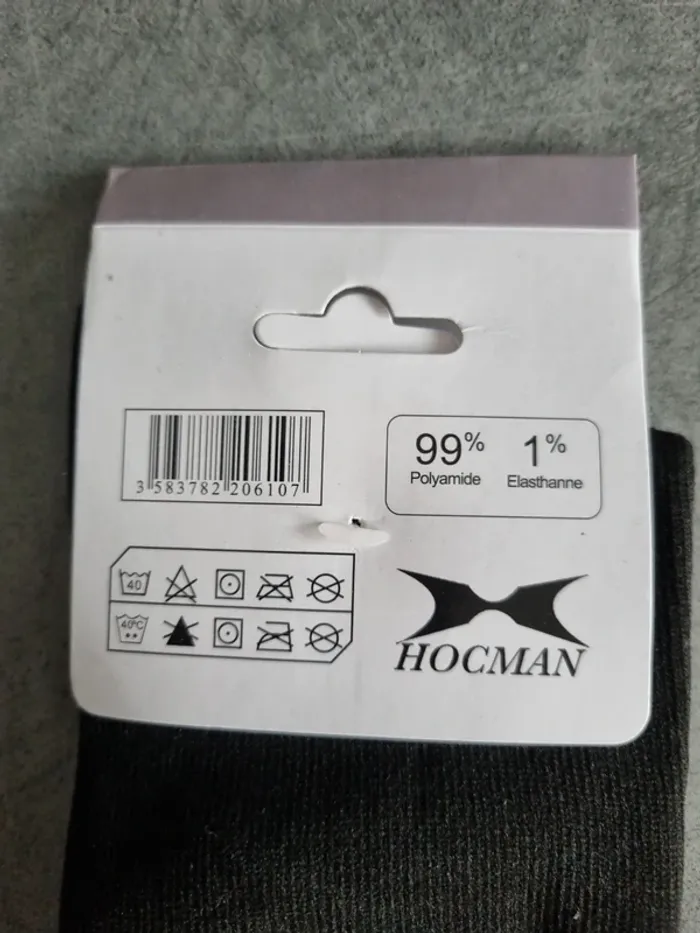 3 583782 206107
99% 1%
Polyamide Elasthanne
40
40°C
HOCMAN